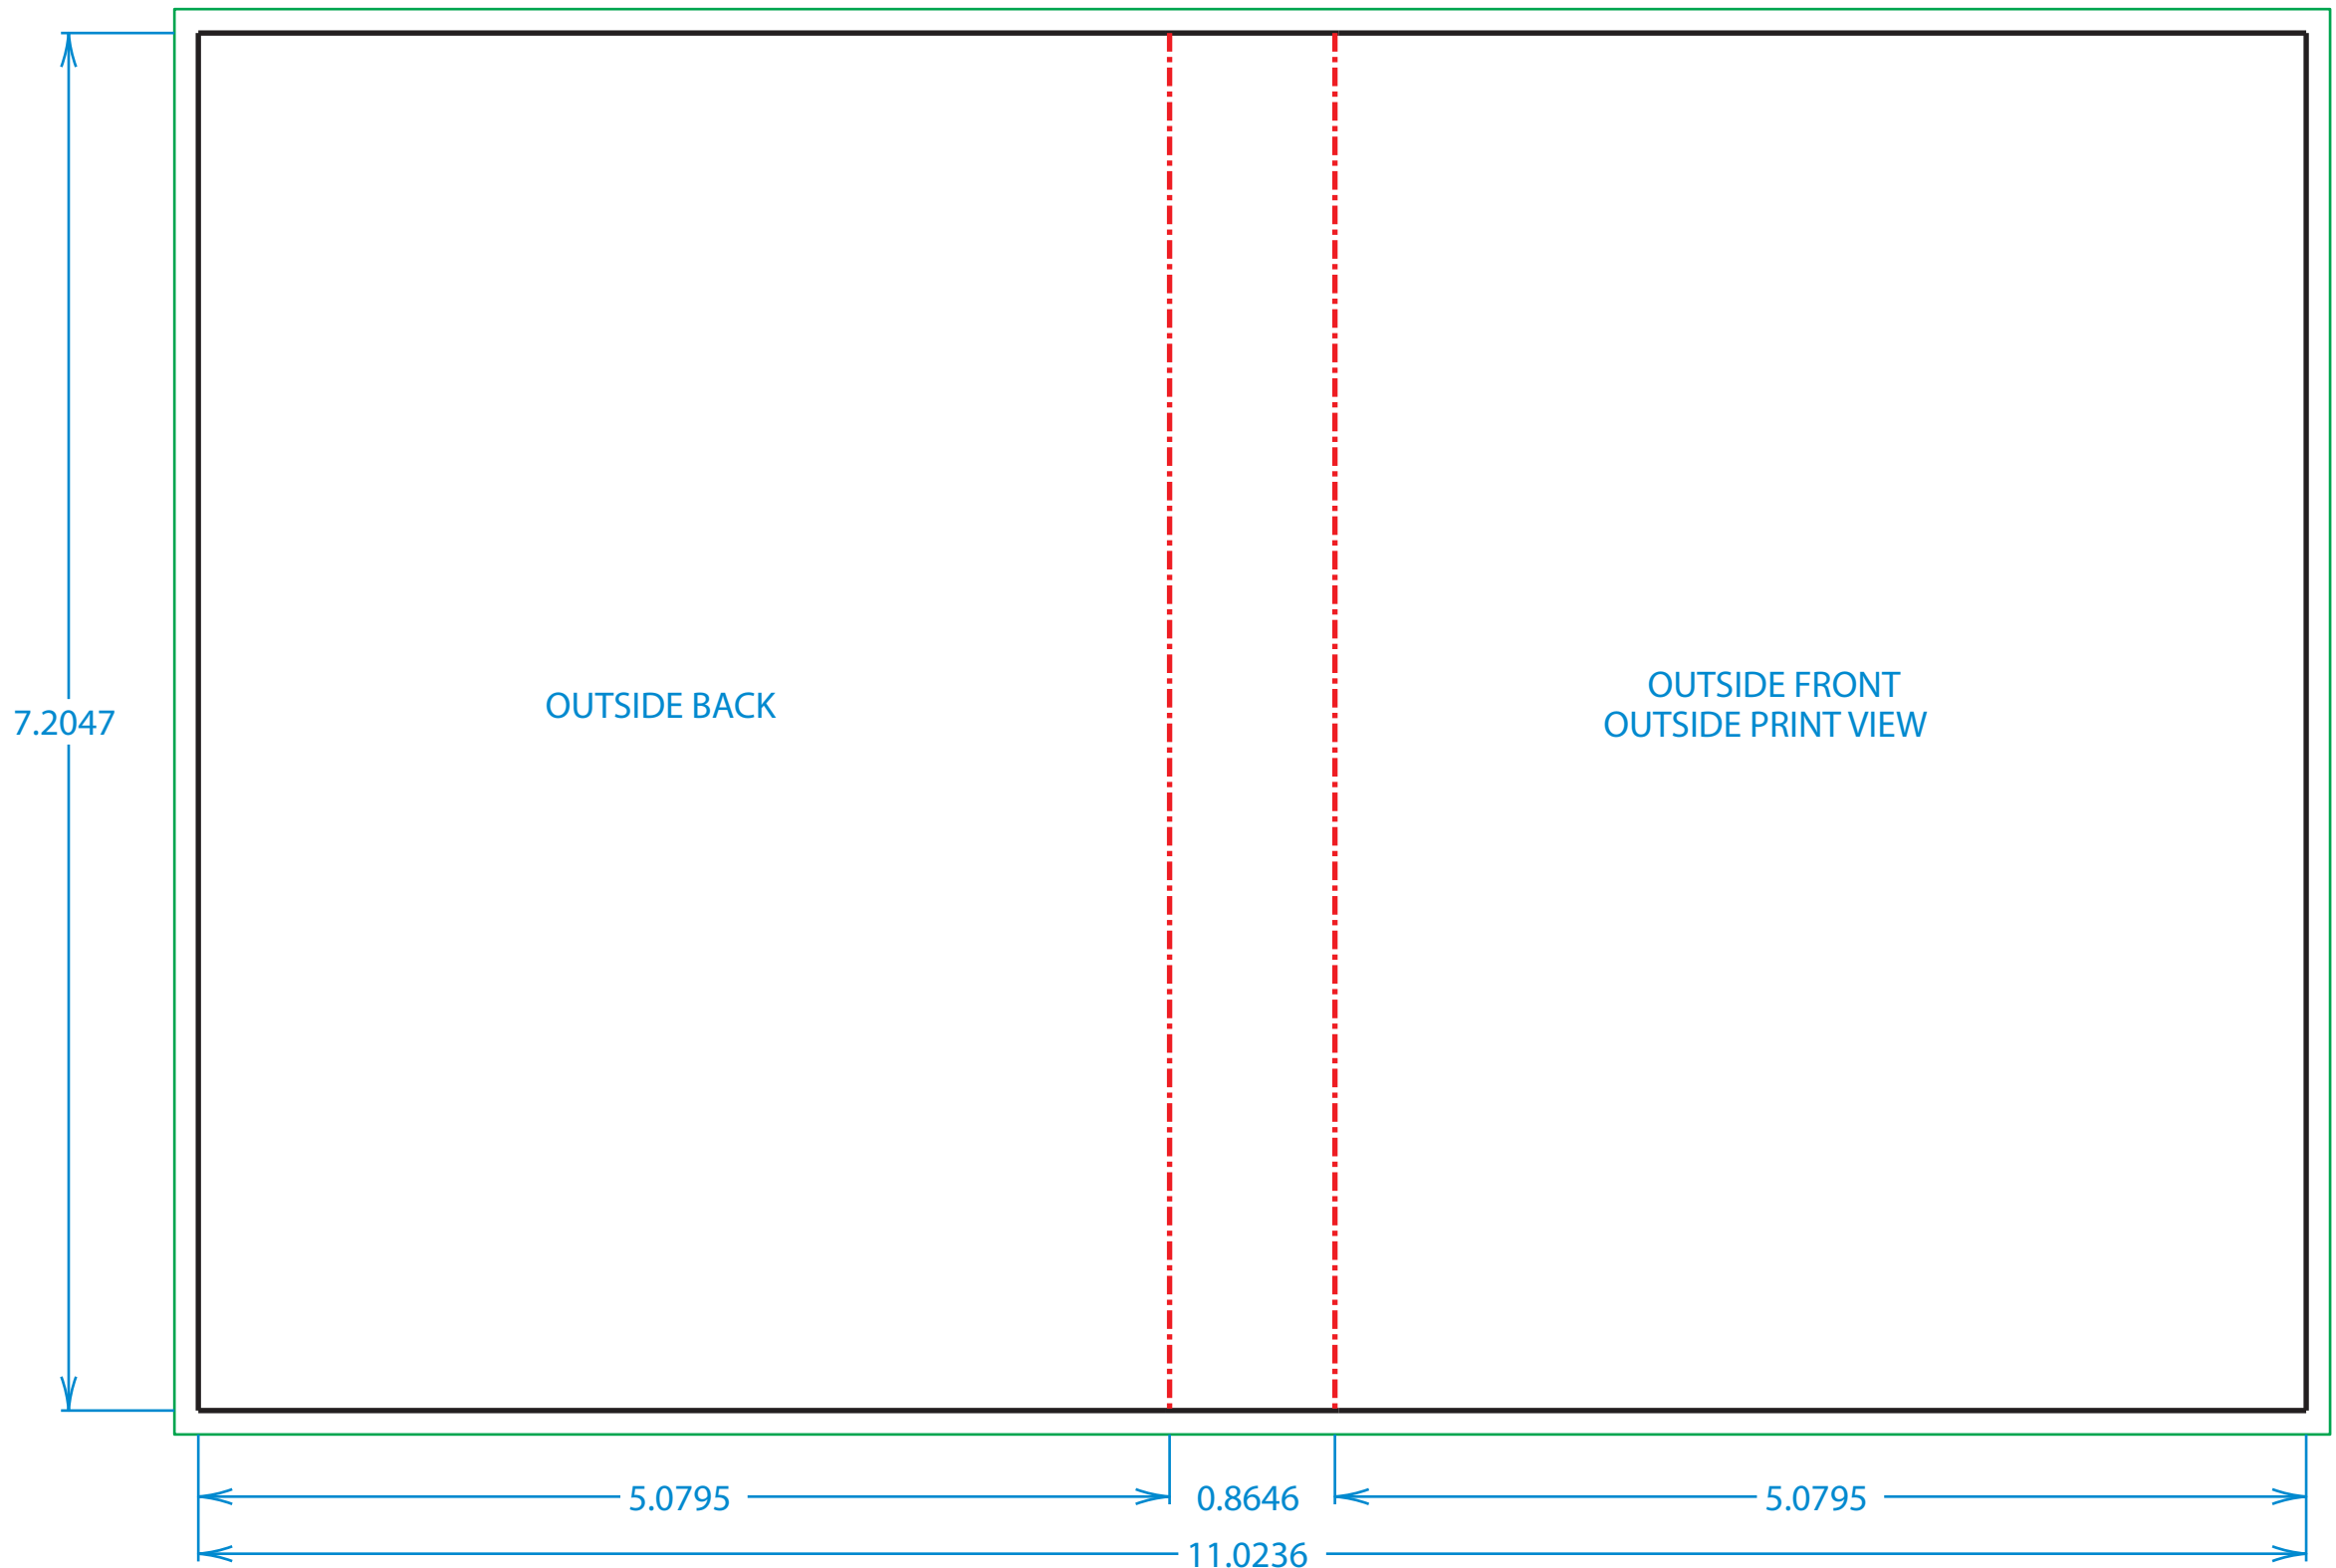 OUTSIDE FRONT
OUTSIDE BACK
OUTSIDE PRINT VIEW
7.2047
5.0795
0.8646
5.0795
11.0236